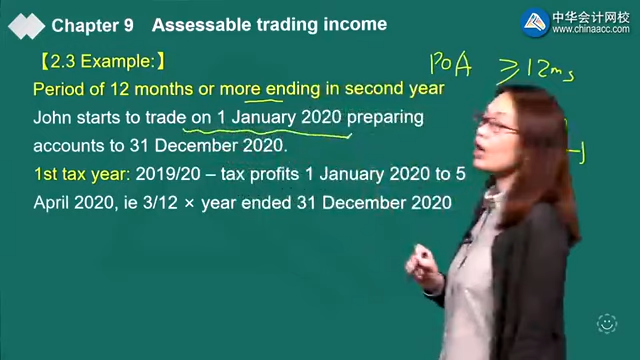 Chapter 9 Assessable trading income
中华会计网校
www.chinaacc.com
【2.3 Example:】
POA ≥12ms
Period of 12 months or more ending in second year
John starts to trade on 1 January 2020 preparing
accounts to 31 December 2020.
1st tax year: 2019/20 – tax profits 1 January 2020 to 5
April 2020, ie 3/12 × year ended 31 December 2020